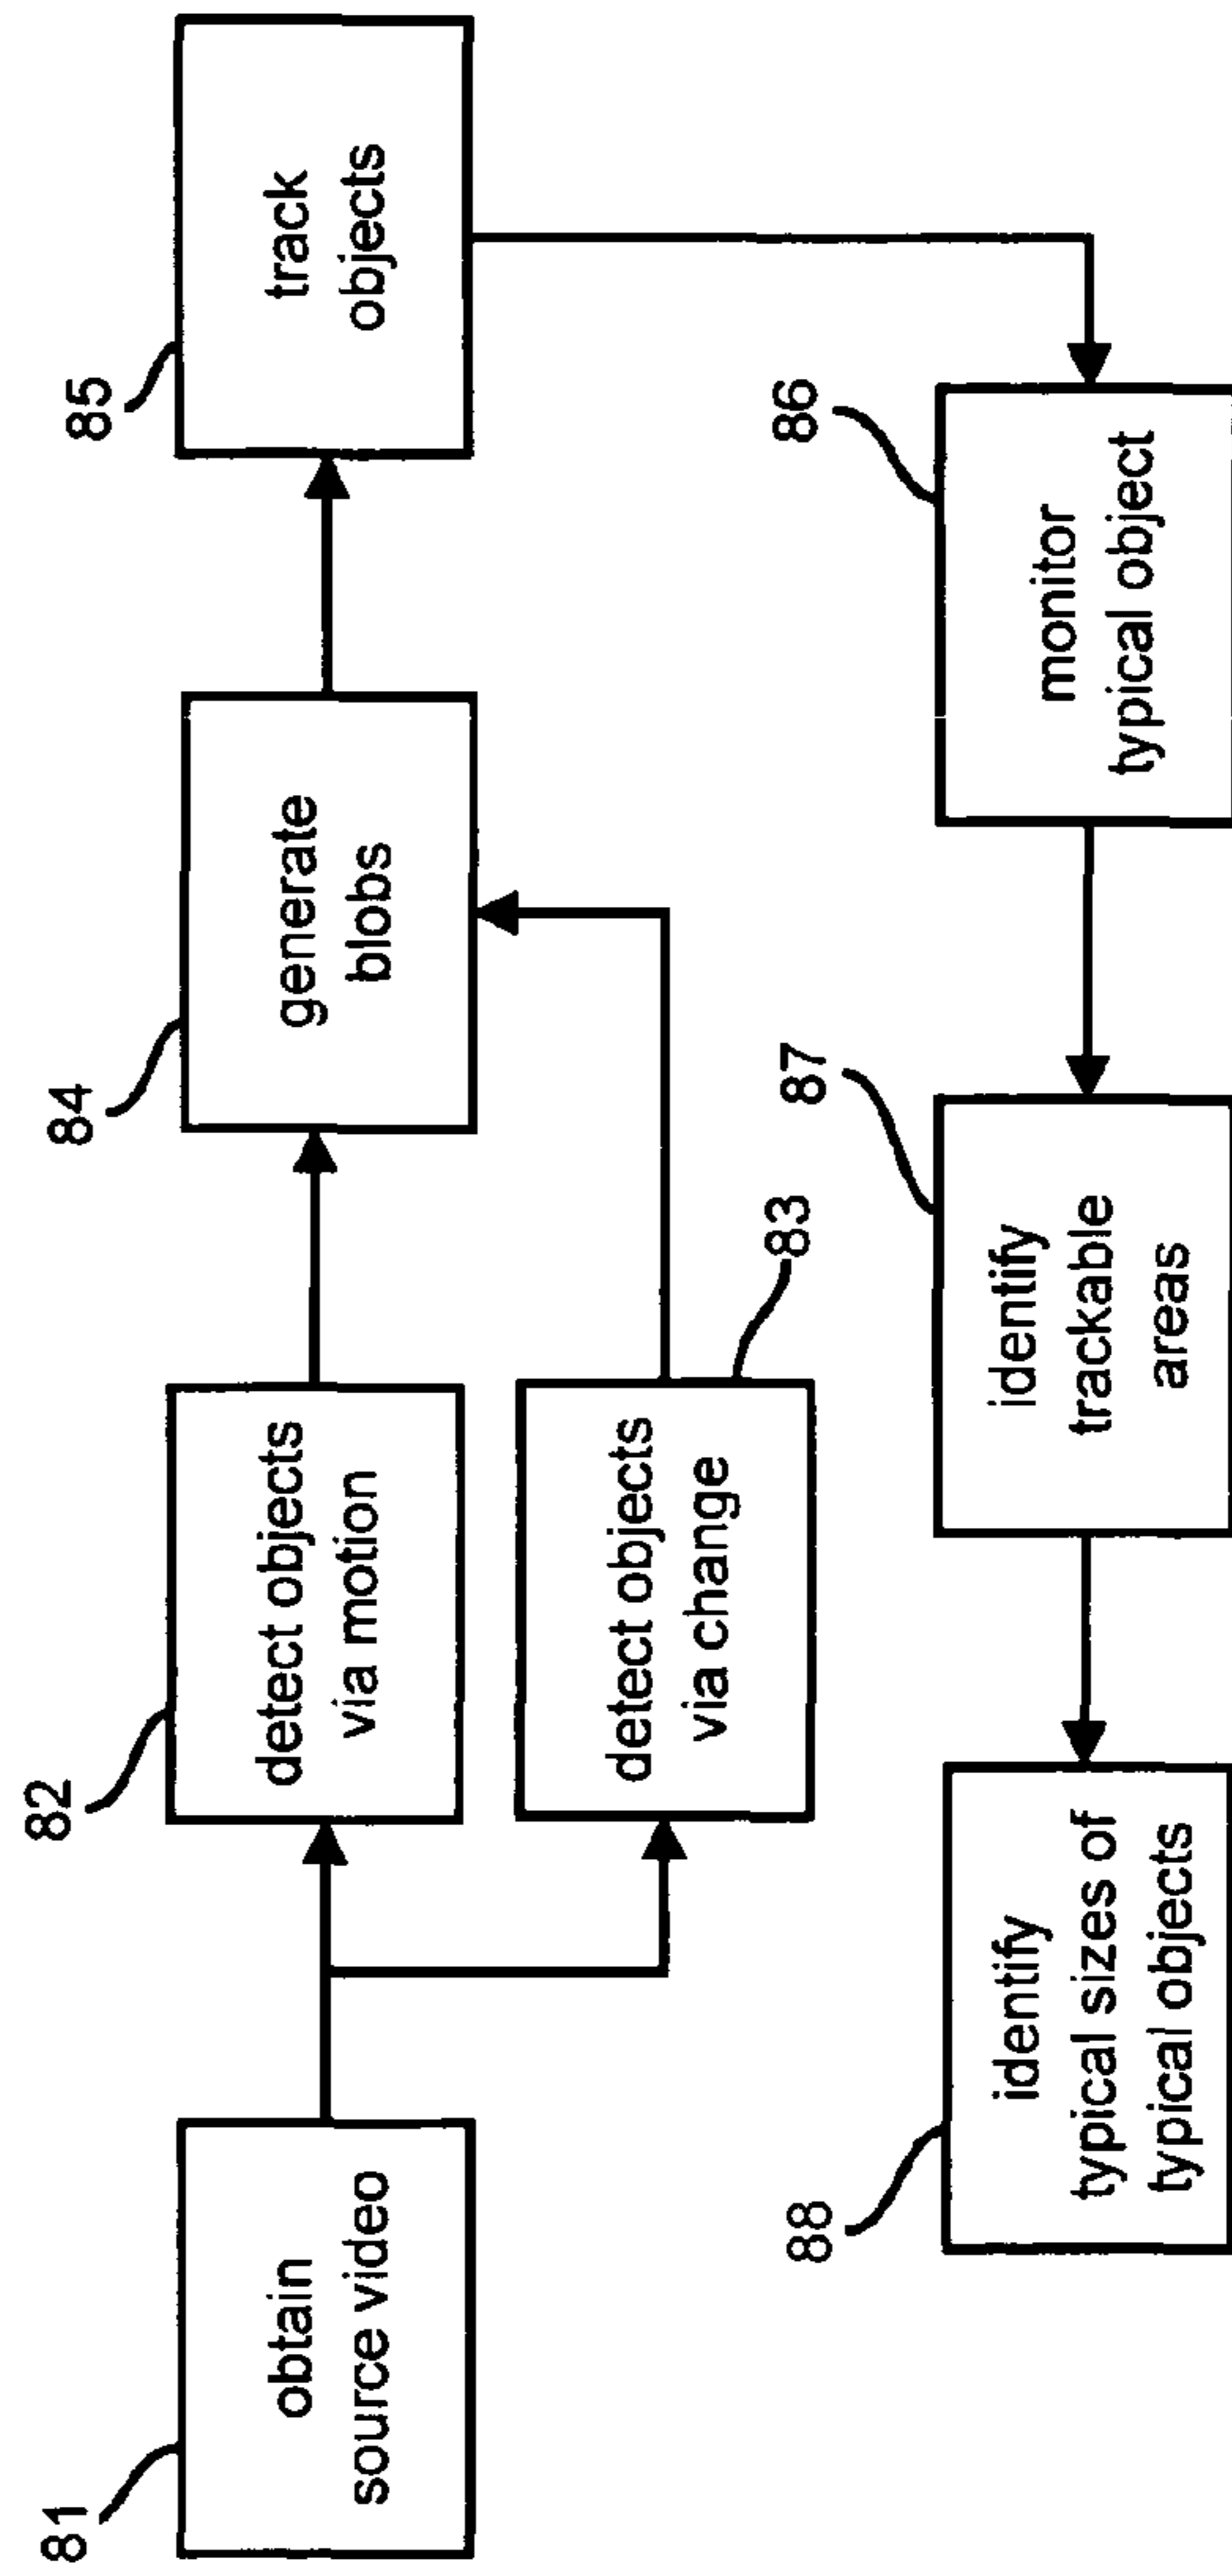 81
obtain
source video
82
detect objects
via motion
83
detect objects
via change
84
generate
blobs
85
track
objects
86
monitor
typical object
87
identify
trackable
areas
88
identify
typical sizes of
typical objects